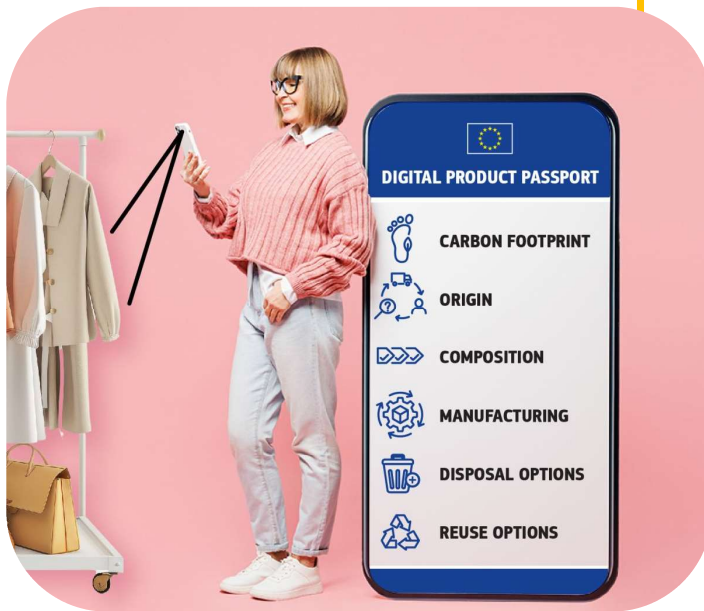 DIGITAL PRODUCT PASSPORT
CARBON FOOTPRINT
ORIGIN
COMPOSITION
MANUFACTURING
DISPOSAL OPTIONS
REUSE OPTIONS